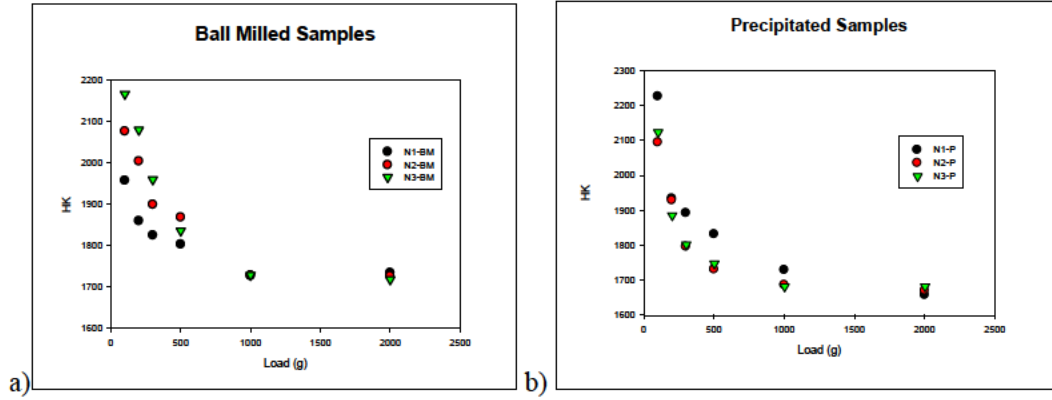 Ball Milled Samples
2200
2100
2000
1900
1800
1700
1600
HK
N1-BM
N2-BM
N3-BM
0 500 1000 1500 2000 2500
Load (g)
a)
Precipitated Samples
2300
2200
2100
2000
1900
1800
1700
1600
HK
N1-P
N2-P
N3-P
0 500 1000 1500 2000 2500
Load (g)
b)